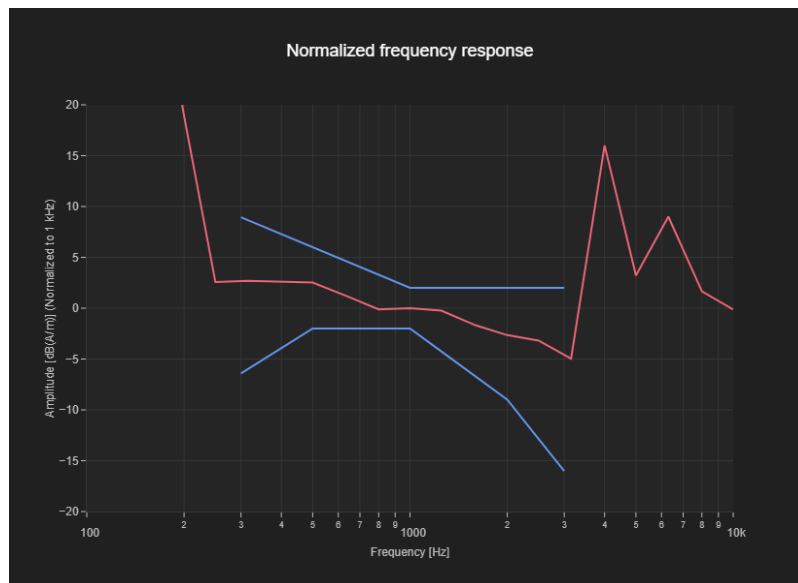 Normalized frequency response
Amplitude [dB(A/m)] (Normalized to 1 kHz)
20
15
10
5
0
−5
−10
−15
−20
100 2 3 4 5 6 7 8 9 1000 2 3 4 5 6 7 8 9 10k
Frequency [Hz]